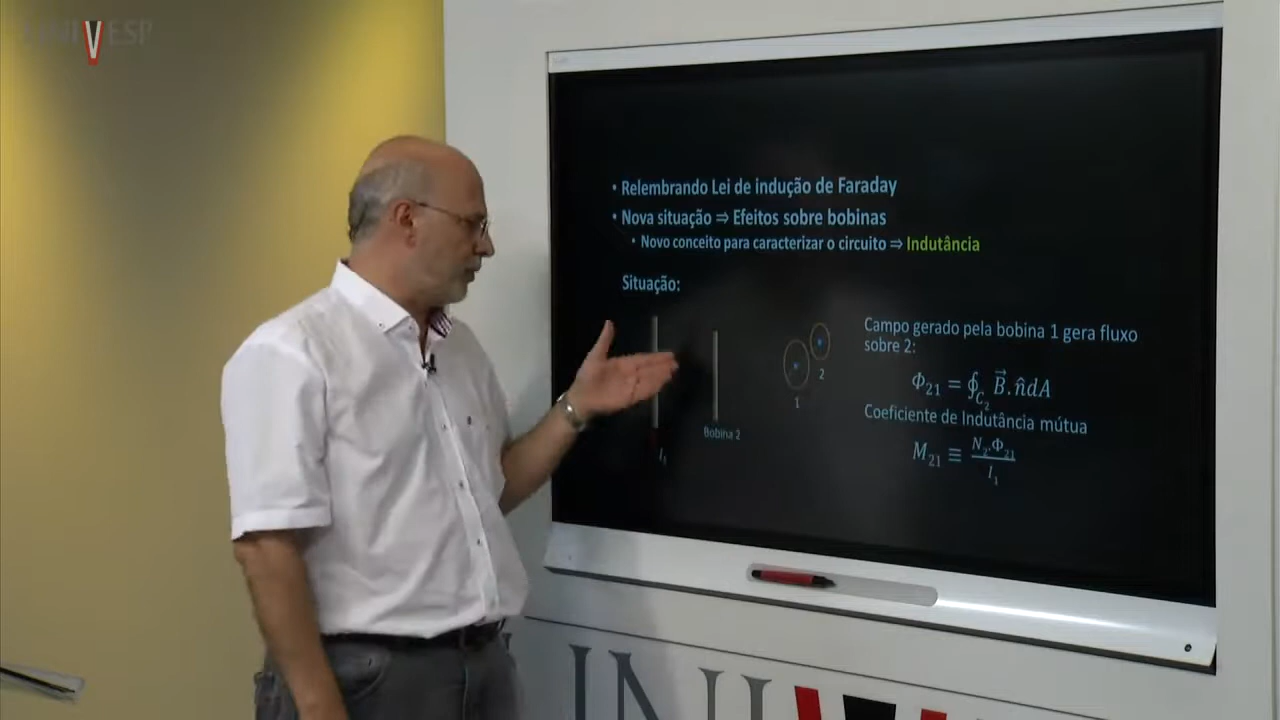 UNIVESP
• Relembrando Lei de indução de Faraday
• Nova situação ⇒ Efeitos sobre bobinas
• Novo conceito para caracterizar o circuito ⇒ Indutância
Situação:
Bobina 2
I₁
1
2
Campo gerado pela bobina 1 gera fluxo
sobre 2:
Φ₂₁ = ∮_C₂ B⃗. n̂dA
Coeficiente de Indutância mútua
M₂₁ ≡ N₂.Φ₂₁ / I₁
UNIV